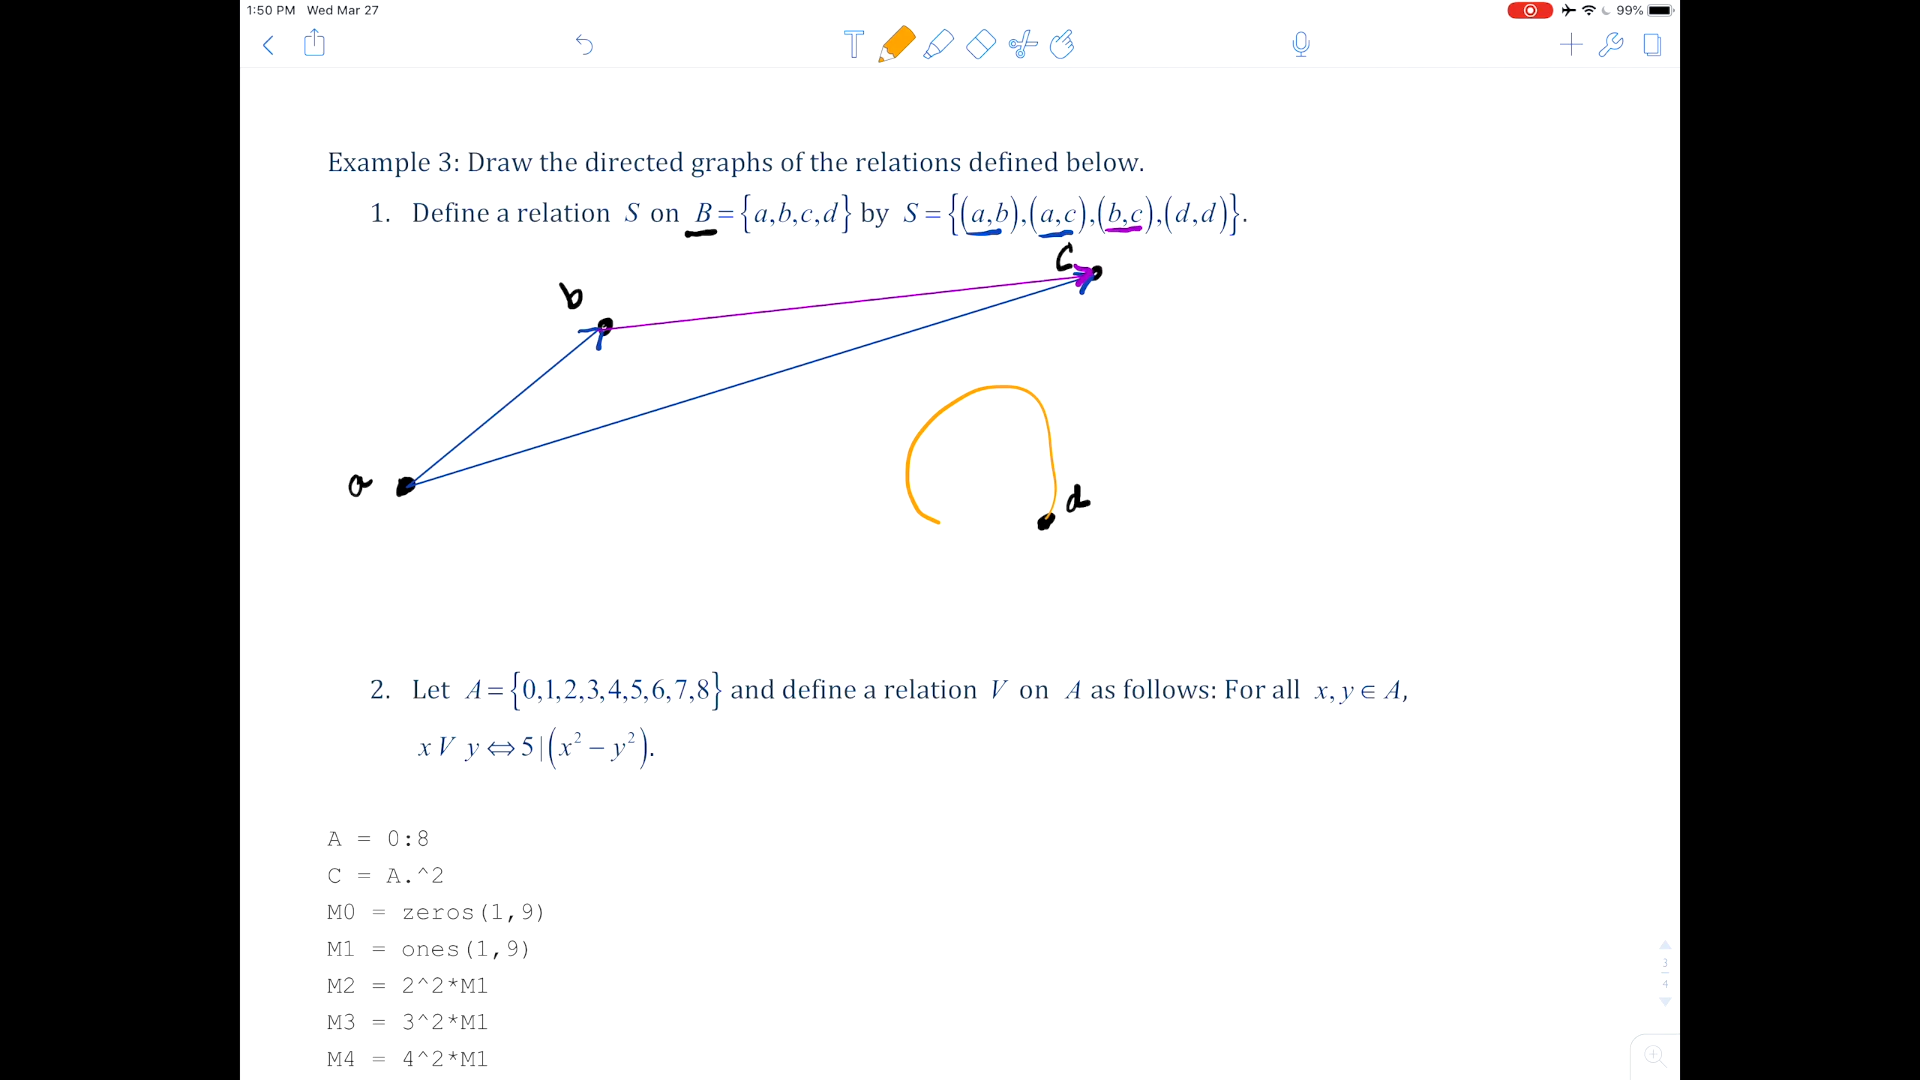 1:50 PM Wed Mar 27 99%
T
Example 3: Draw the directed graphs of the relations defined below.
1. Define a relation S on B={a,b,c,d} by S={(a,b),(a,c),(b,c),(d,d)}.
c
b
a
d
2. Let A={0,1,2,3,4,5,6,7,8} and define a relation V on A as follows: For all x,y∈A,
x V y⇔5|(x²−y²).
A = 0:8
C = A.^2
M0 = zeros(1,9)
M1 = ones(1,9)
M2 = 2^2*M1
M3 = 3^2*M1
M4 = 4^2*M1
3
4